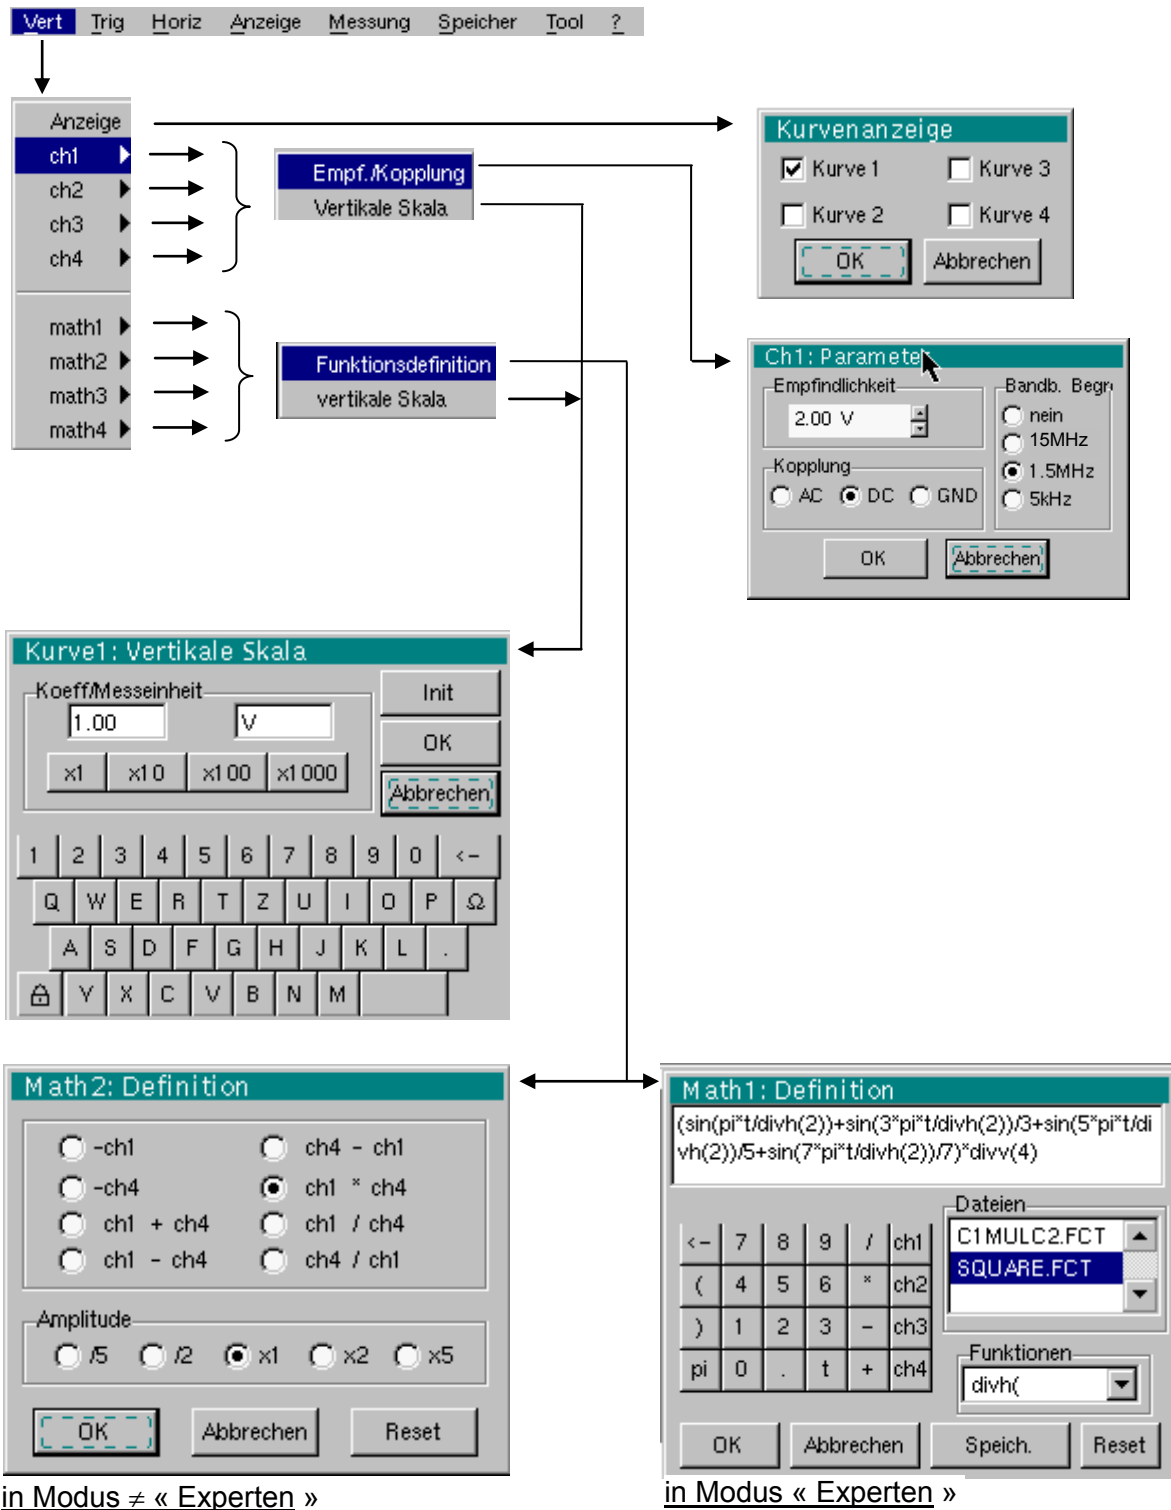 Vert Trig Horiz Anzeige Messung Speicher Tool ?
Anzeige
ch1
ch2
ch3
ch4
math1
math2
math3
math4
Empf./Kopplung
Vertikale Skala
Funktionsdefinition
vertikale Skala
Kurvenanzeige
Kurve 1 Kurve 3
Kurve 2 Kurve 4
OK Abbrechen
Ch1: Paramete
Empfindlichkeit
2.00 V
Kopplung
AC DC GND
Bandb. Begr
nein
15MHz
1.5MHz
5kHz
OK Abbrechen
Kurve1: Vertikale Skala
Koeff/Messeinheit
1.00 V
x1 x10 x100 x1000
Init
OK
Abbrechen
1 2 3 4 5 6 7 8 9 0 <-
Q W E R T Z U I O P Ω
A S D F G H J K L .
Y X C V B N M
Math2: Definition
-ch1 ch4 - ch1
-ch4 ch1 * ch4
ch1 + ch4 ch1 / ch4
ch1 - ch4 ch4 / ch1
Amplitude
/5 /2 x1 x2 x5
OK Abbrechen Reset
in Modus ≠ « Experten »
Math1: Definition
(sin(pi*t/divh(2))+sin(3*pi*t/divh(2))/3+sin(5*pi*t/di
vh(2))/5+sin(7*pi*t/divh(2))/7)*divv(4)
<- 7 8 9 / ch1
( 4 5 6 * ch2
) 1 2 3 - ch3
pi 0 . t + ch4
Dateien
C1MULC2.FCT
SQUARE.FCT
Funktionen
divh(
OK Abbrechen Speich. Reset
in Modus « Experten »